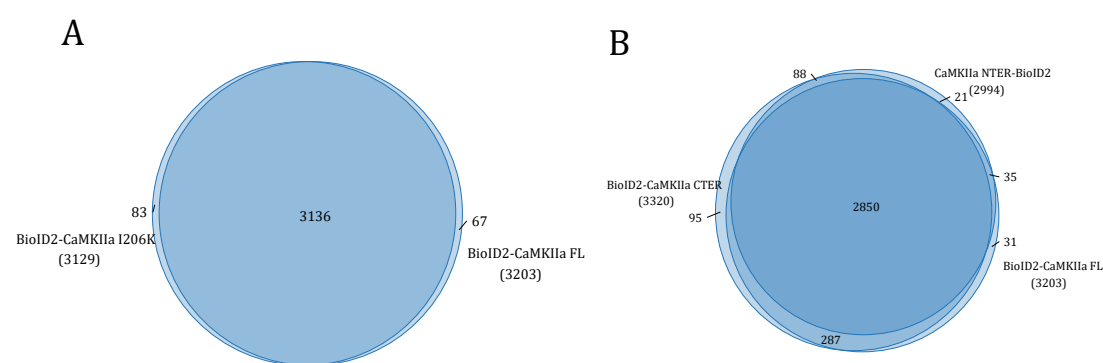 A
83
3136
67
BioID2-CaMKIIa I206K
(3129)
BioID2-CaMKIIa FL
(3203)
B
88
CaMKIIa NTER-BioID2
21
(2994)
35
BioID2-CaMKIIa CTER
(3320)
95
2850
31
BioID2-CaMKIIa FL
(3203)
287